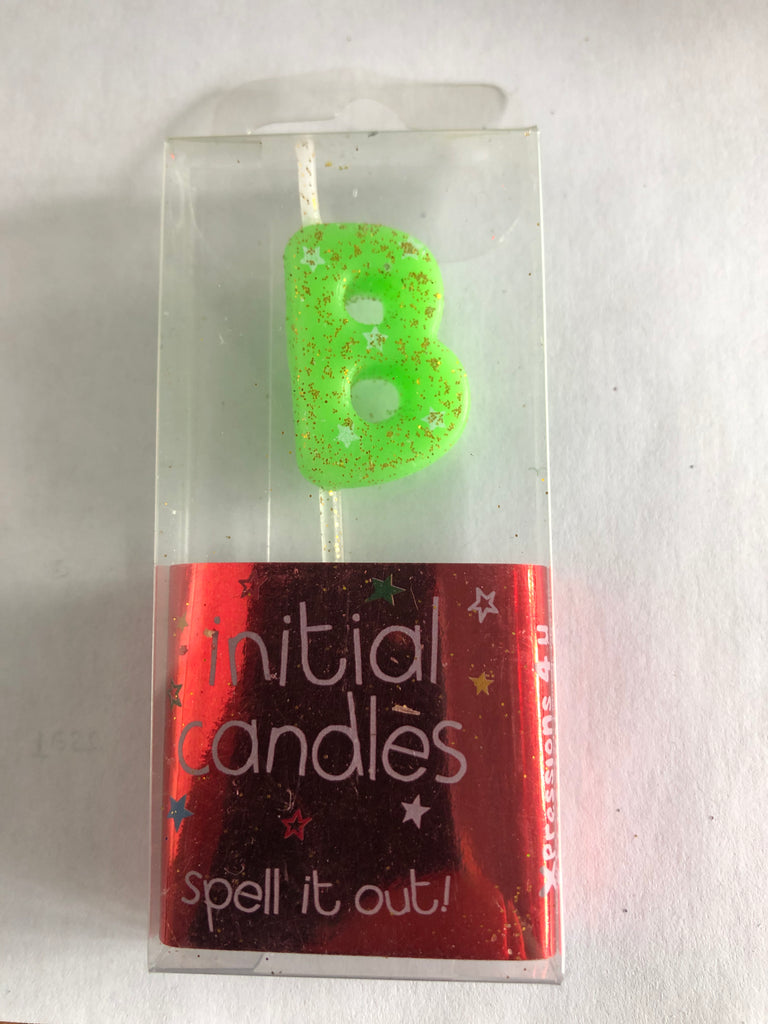 B
initial
candles
spell it out!
Xpressions 4 u